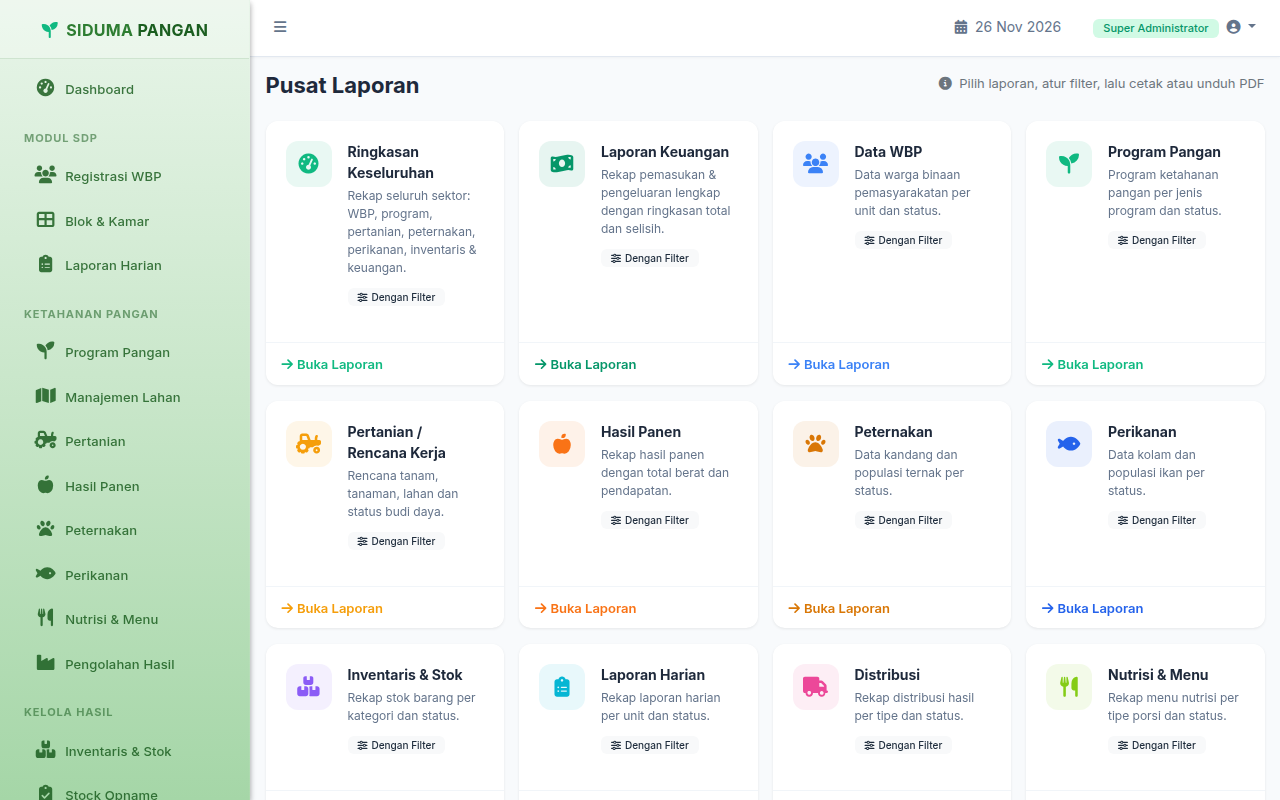 SIDUMA PANGAN
Dashboard
MODUL SDP
Registrasi WBP
Blok & Kamar
Laporan Harian
KETAHANAN PANGAN
Program Pangan
Manajemen Lahan
Pertanian
Hasil Panen
Peternakan
Perikanan
Nutrisi & Menu
Pengolahan Hasil
KELOLA HASIL
Inventaris & Stok
Stock Opname
26 Nov 2026
Super Administrator
Pusat Laporan
Pilih laporan, atur filter, lalu cetak atau unduh PDF
Ringkasan
Keseluruhan
Rekap seluruh sektor:
WBP, program,
pertanian, peternakan,
perikanan, inventaris &
keuangan.
Dengan Filter
Buka Laporan
Laporan Keuangan
Rekap pemasukan &
pengeluaran lengkap
dengan ringkasan total
dan selisih.
Dengan Filter
Buka Laporan
Data WBP
Data warga binaan
pemasyarakatan per
unit dan status.
Dengan Filter
Buka Laporan
Program Pangan
Program ketahanan
pangan per jenis
program dan status.
Dengan Filter
Buka Laporan
Pertanian /
Rencana Kerja
Rencana tanam,
tanaman, lahan dan
status budi daya.
Dengan Filter
Buka Laporan
Hasil Panen
Rekap hasil panen
dengan total berat dan
pendapatan.
Dengan Filter
Buka Laporan
Peternakan
Data kandang dan
populasi ternak per
status.
Dengan Filter
Buka Laporan
Perikanan
Data kolam dan
populasi ikan per
status.
Dengan Filter
Buka Laporan
Inventaris & Stok
Rekap stok barang per
kategori dan status.
Dengan Filter
Laporan Harian
Rekap laporan harian
per unit dan status.
Dengan Filter
Distribusi
Rekap distribusi hasil
per tipe dan status.
Dengan Filter
Nutrisi & Menu
Rekap menu nutrisi per
tipe porsi dan status.
Dengan Filter